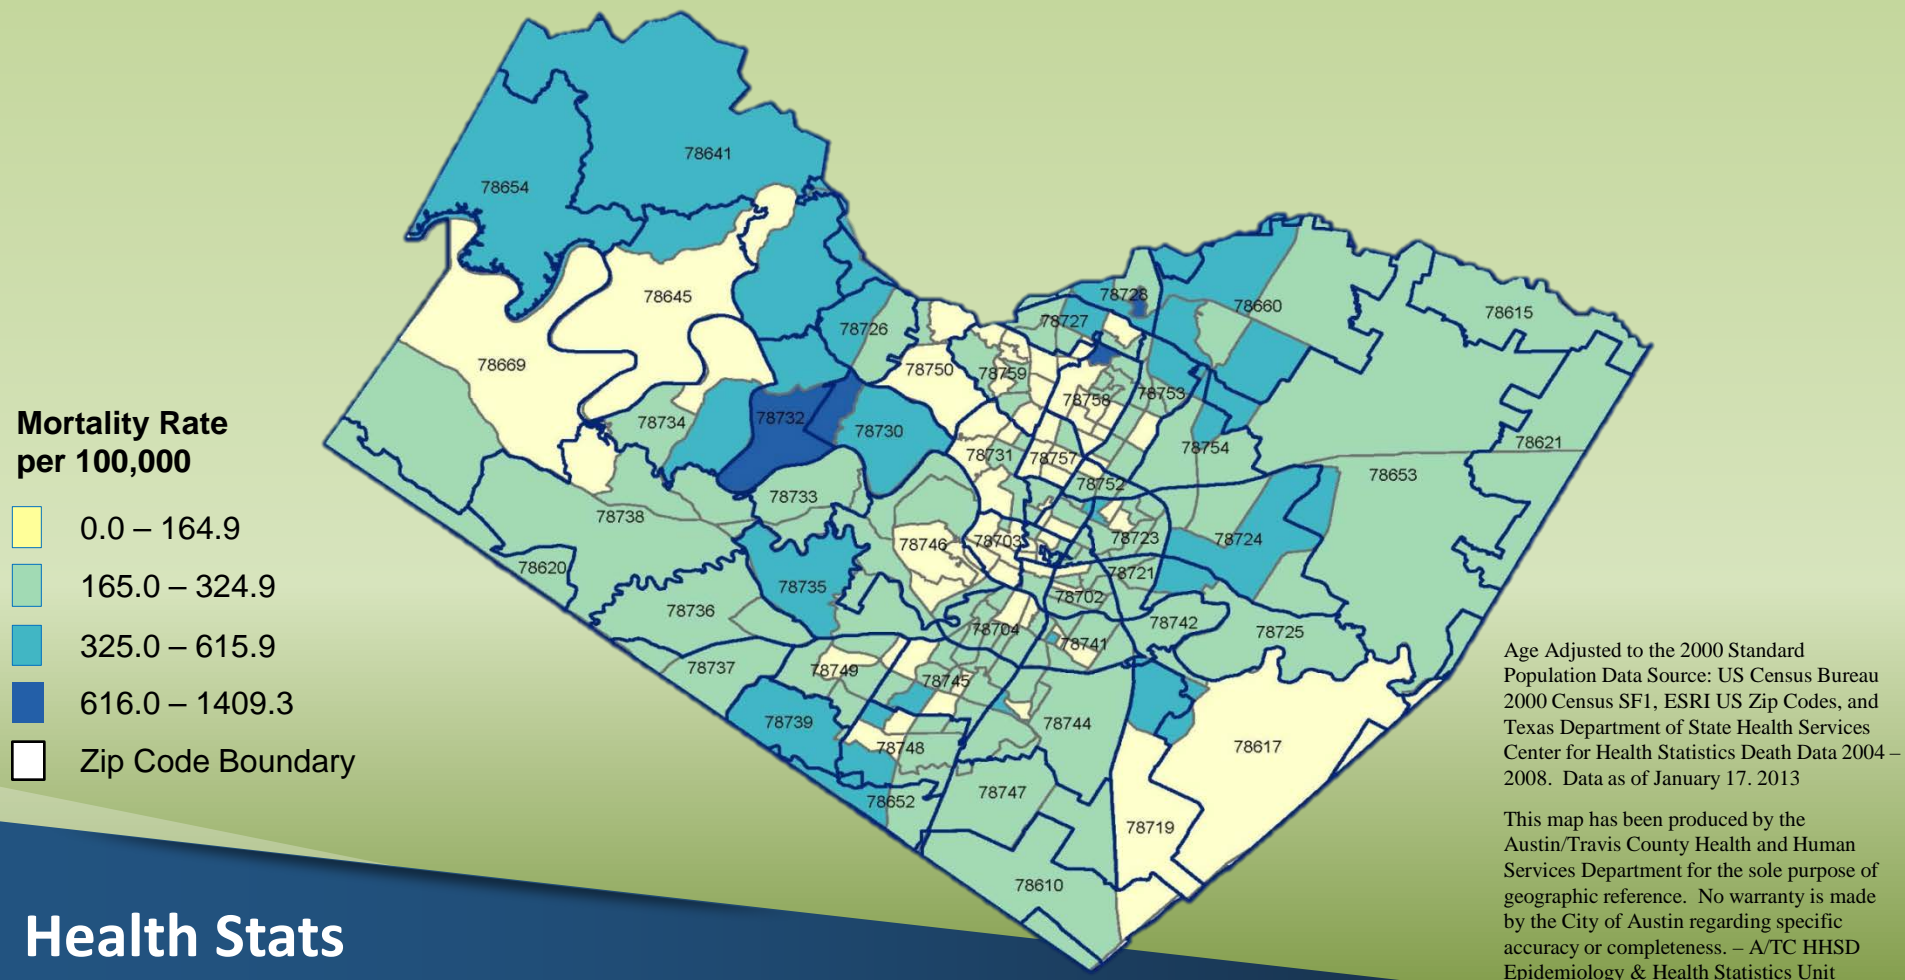 78641
78654
78645
78728
78660
78615
78727
78726
78669
78750
78759
78758
78753
78734
78732
78730
78731
78757
78754
78621
78653
78752
78733
78738
78746
78703
78723
78724
78620
78721
78735
78702
78736
78704
78742
78725
78741
78737
78749
78745
78739
78744
78748
78617
78652
78747
78719
78610
Mortality Rate
per 100,000
0.0 – 164.9
165.0 – 324.9
325.0 – 615.9
616.0 – 1409.3
Zip Code Boundary
Age Adjusted to the 2000 Standard
Population Data Source: US Census Bureau
2000 Census SF1, ESRI US Zip Codes, and
Texas Department of State Health Services
Center for Health Statistics Death Data 2004 –
2008. Data as of January 17. 2013
This map has been produced by the
Austin/Travis County Health and Human
Services Department for the sole purpose of
geographic reference. No warranty is made
by the City of Austin regarding specific
accuracy or completeness. – A/TC HHSD
Epidemiology & Health Statistics Unit
Health Stats